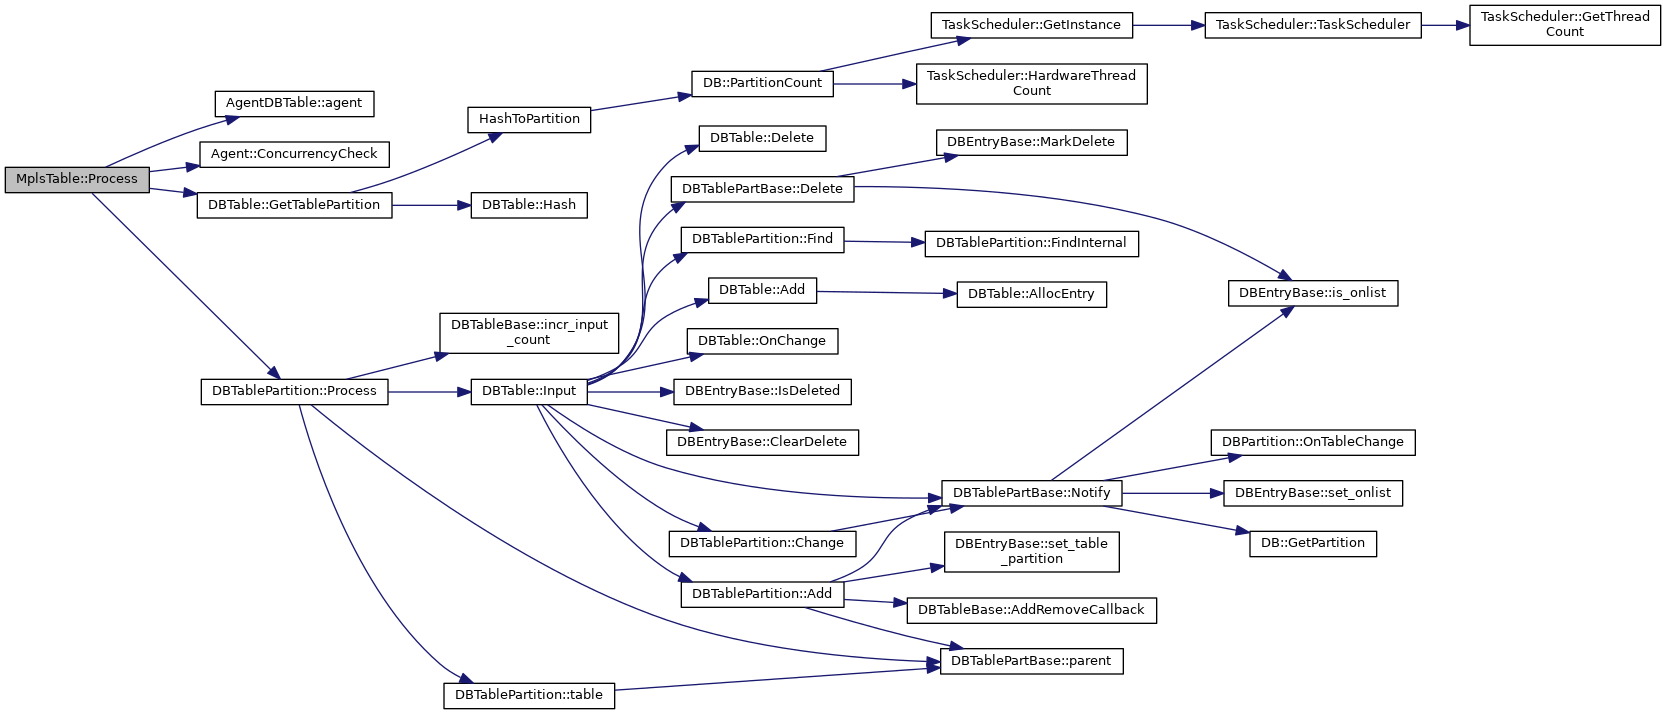 MplsTable::Process
AgentDBTable::agent
Agent::ConcurrencyCheck
DBTable::GetTablePartition
DBTablePartition::Process
HashToPartition
DBTable::Hash
DBTableBase::incr_input
_count
DBTable::Input
DBTablePartition::table
DB::PartitionCount
DBTable::Delete
DBTablePartBase::Delete
DBTablePartition::Find
DBTable::Add
DBTable::OnChange
DBEntryBase::IsDeleted
DBEntryBase::ClearDelete
DBTablePartition::Change
DBTablePartition::Add
TaskScheduler::GetInstance
TaskScheduler::HardwareThread
Count
DBEntryBase::MarkDelete
DBTablePartition::FindInternal
DBTable::AllocEntry
DBTablePartBase::Notify
DBEntryBase::set_table
_partition
DBTableBase::AddRemoveCallback
DBTablePartBase::parent
TaskScheduler::TaskScheduler
DBEntryBase::is_onlist
DBPartition::OnTableChange
DBEntryBase::set_onlist
DB::GetPartition
TaskScheduler::GetThread
Count